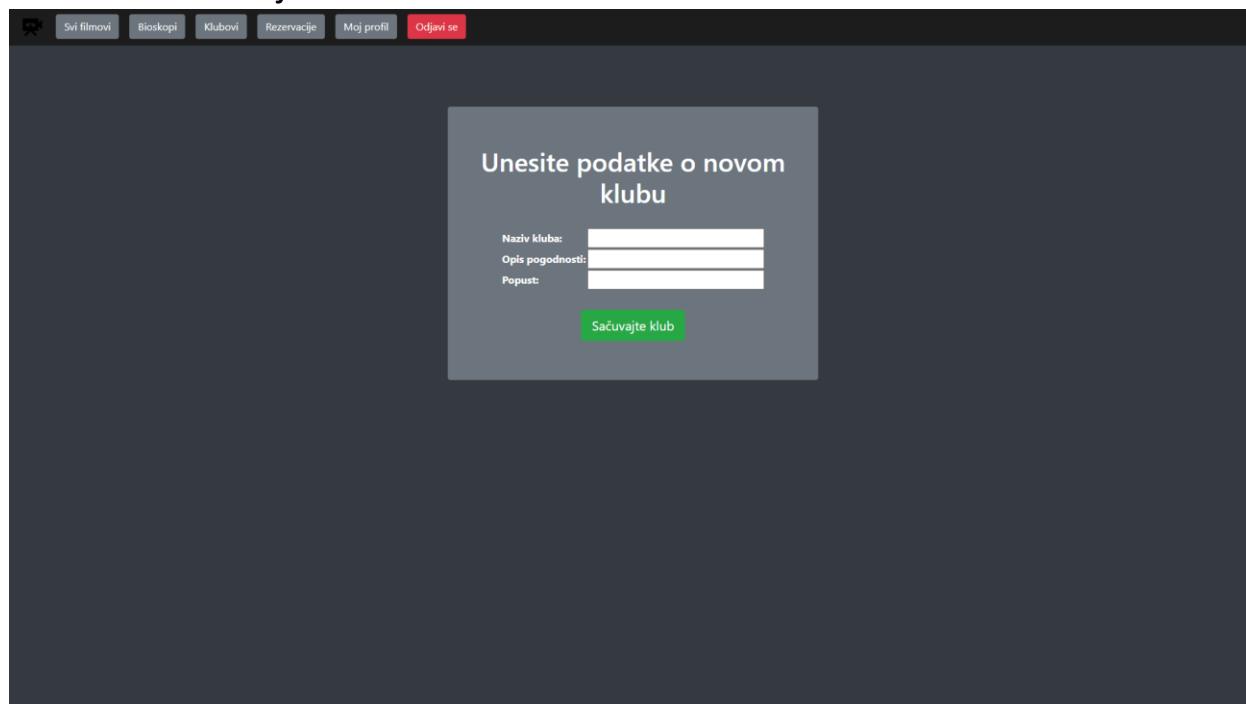 Svi filmovi Bioskopi Klubovi Rezervacije Moj profil Odjavi se
Unesite podatke o novom
klubu
Naziv kluba:
Opis pogodnosti:
Popust:
Sačuvajte klub